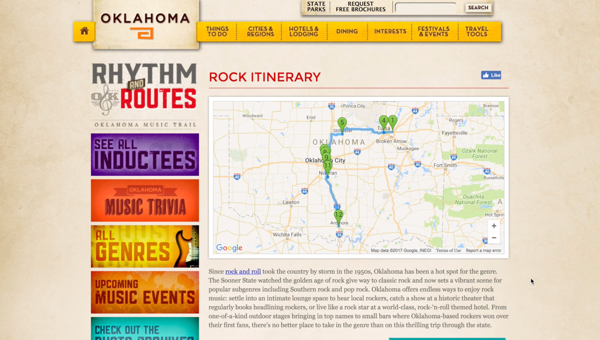 OKLAHOMA
STATE PARKS
REQUEST FREE BROCHURES
SEARCH
THINGS TO DO
CITIES & REGIONS
HOTELS & LODGING
DINING
INTERESTS
FESTIVALS & EVENTS
TRAVEL TOOLS
RHYTHM
AND
ROUTES
OKLAHOMA MUSIC TRAIL
SEE ALL
INDUCTEES
OKLAHOMA
MUSIC TRIVIA
ALL
GENRES
UPCOMING
MUSIC EVENTS
CHECK OUT THE
ROCK ITINERARY
Like
Enid
Ponca City
5
4
1
Tulsa
Broken Arrow
Muskogee
Fayetteville
OKLAHOMA
Oklahoma City
Norman
Fort Smith
Ozark National Forest
Lawton
12
Ardmore
Wichita Falls
Ouachita National Forest
Google
Map data ©2017 Google, INEGI
Terms of Use
Report a map error
+
−
Since rock and roll took the country by storm in the 1950s, Oklahoma has been a hot spot for the genre.
The Sooner State watched the golden age of rock give way to classic rock and now sets a vibrant scene for
popular subgenres including Southern rock and pop rock. Oklahoma offers endless ways to enjoy rock
music: settle into an intimate lounge space to hear local rockers, catch a show at a historic theater that
regularly books headlining rockers, or live like a rock star at a world-class, rock-'n-roll themed hotel. From
one-of-a-kind outdoor stages bringing in top names to small bars where Oklahoma-based rockers won
over their first fans, there's no better place to take in the genre than on this thrilling trip through the state.